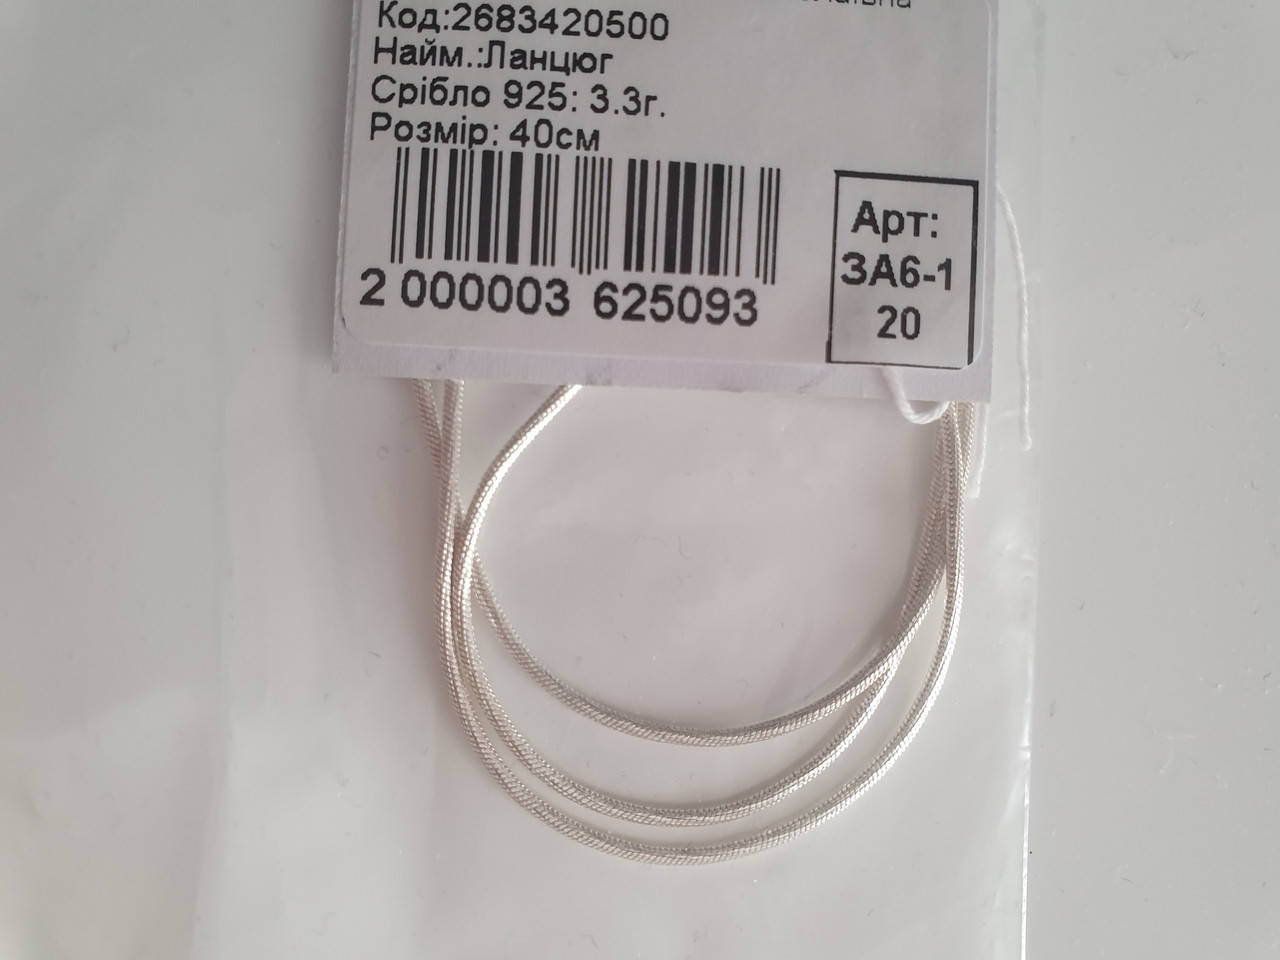 Код:2683420500
Найм.:Ланцюг
Срібло 925: 3.3г.
Розмір: 40см
2 000003 625093
Арт:
ЗА6-1
20